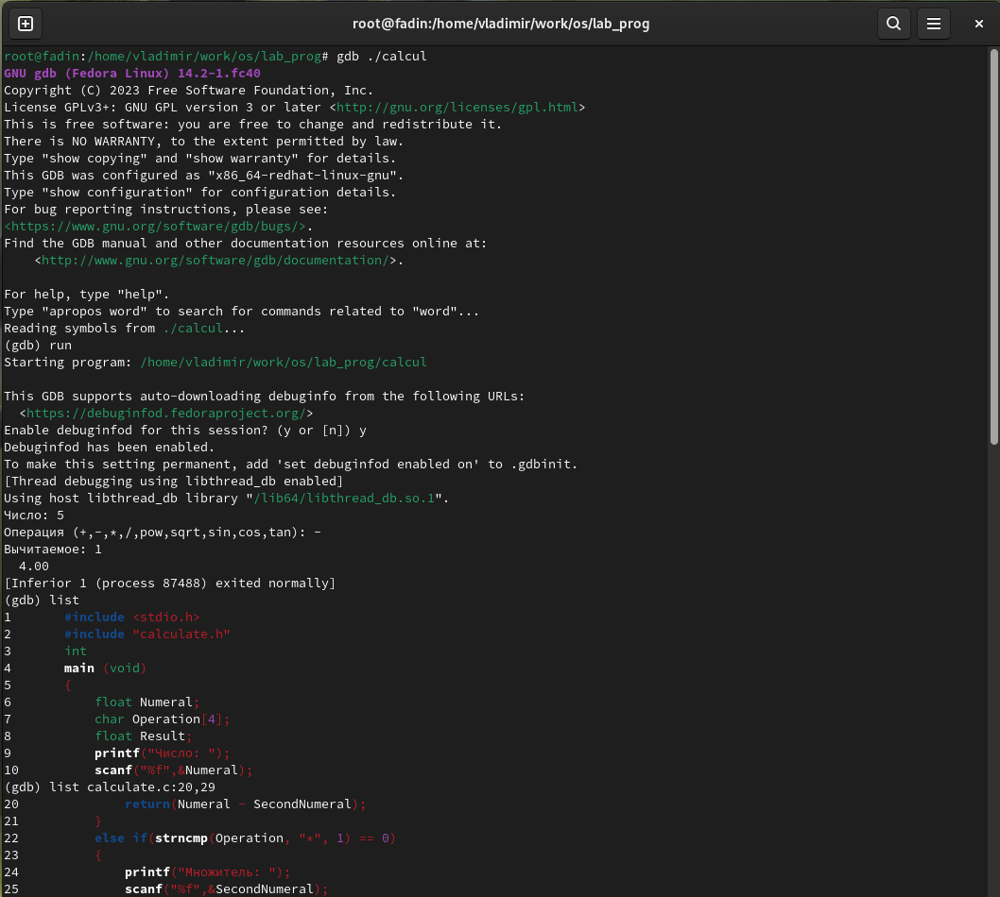 root@fadin:/home/vladimir/work/os/lab_prog
root@fadin:/home/vladimir/work/os/lab_prog# gdb ./calcul
GNU gdb (Fedora Linux) 14.2-1.fc40
Copyright (C) 2023 Free Software Foundation, Inc.
License GPLv3+: GNU GPL version 3 or later <http://gnu.org/licenses/gpl.html>
This is free software: you are free to change and redistribute it.
There is NO WARRANTY, to the extent permitted by law.
Type "show copying" and "show warranty" for details.
This GDB was configured as "x86_64-redhat-linux-gnu".
Type "show configuration" for configuration details.
For bug reporting instructions, please see:
<https://www.gnu.org/software/gdb/bugs/>.
Find the GDB manual and other documentation resources online at:
    <http://www.gnu.org/software/gdb/documentation/>.

For help, type "help".
Type "apropos word" to search for commands related to "word"...
Reading symbols from ./calcul...
(gdb) run
Starting program: /home/vladimir/work/os/lab_prog/calcul

This GDB supports auto-downloading debuginfo from the following URLs:
  <https://debuginfod.fedoraproject.org/>
Enable debuginfod for this session? (y or [n]) y
Debuginfod has been enabled.
To make this setting permanent, add 'set debuginfod enabled on' to .gdbinit.
[Thread debugging using libthread_db enabled]
Using host libthread_db library "/lib64/libthread_db.so.1".
Число: 5
Операция (+,-,*,/,pow,sqrt,sin,cos,tan): -
Вычитаемое: 1
  4.00
[Inferior 1 (process 87488) exited normally]
(gdb) list
1       #include <stdio.h>
2       #include "calculate.h"
3       int
4       main (void)
5       {
6           float Numeral;
7           char Operation[4];
8           float Result;
9           printf("Число: ");
10          scanf("%f",&Numeral);
(gdb) list calculate.c:20,29
20              return(Numeral - SecondNumeral);
21          }
22          else if(strncmp(Operation, "*", 1) == 0)
23          {
24              printf("Множитель: ");
25              scanf("%f",&SecondNumeral);